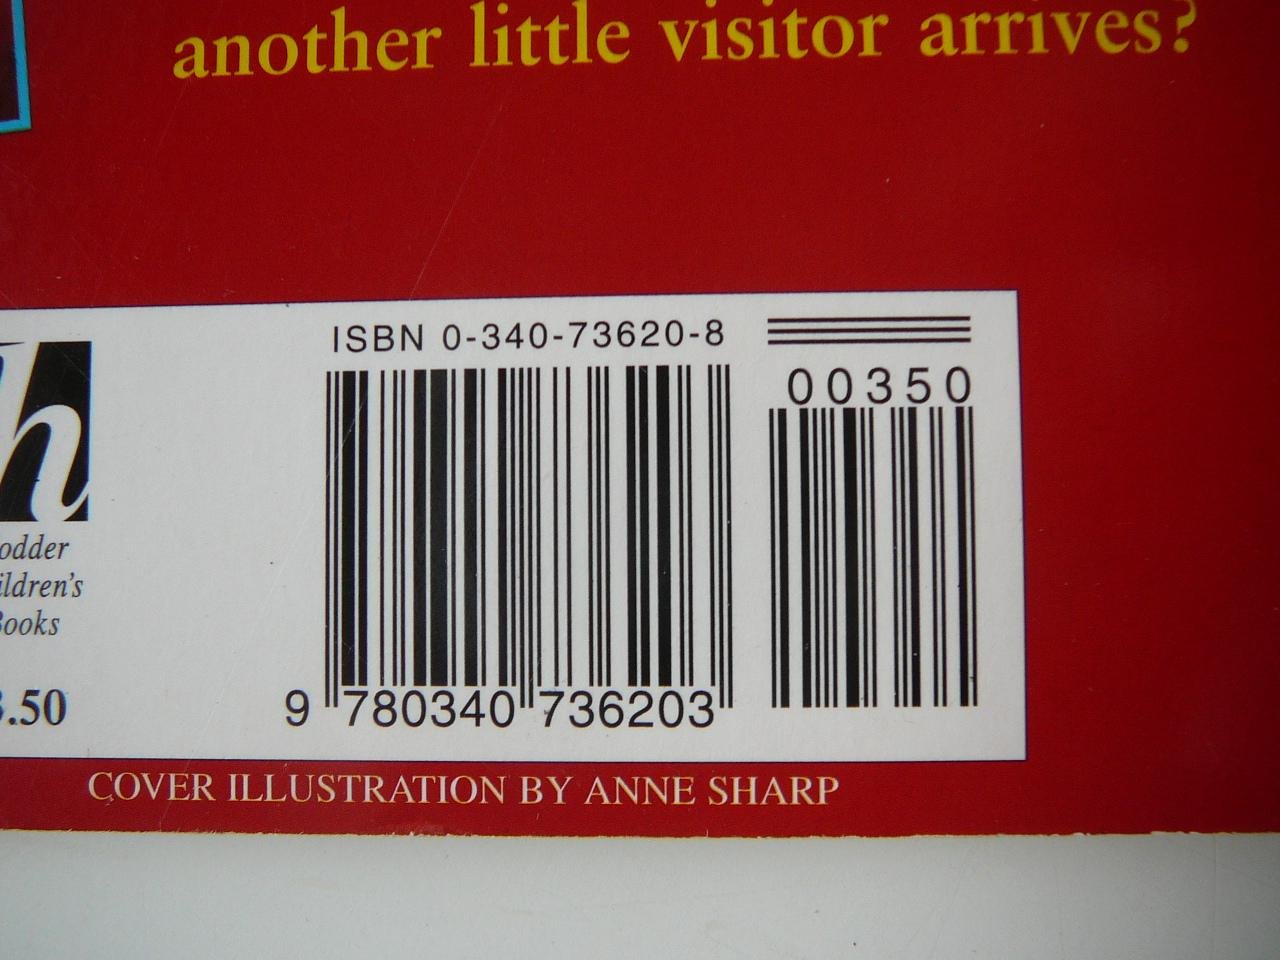 another little visitor arrives?
ISBN 0-340-73620-8
00350
h
odder
ildren's
Books
3.50
9 780340 736203
COVER ILLUSTRATION BY ANNE SHARP